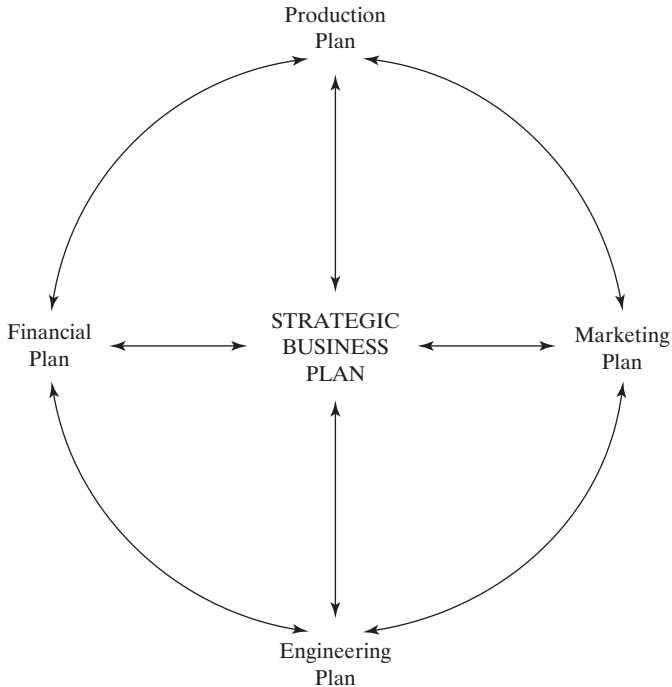 Production
Plan
Financial
Plan
STRATEGIC
BUSINESS
PLAN
Marketing
Plan
Engineering
Plan